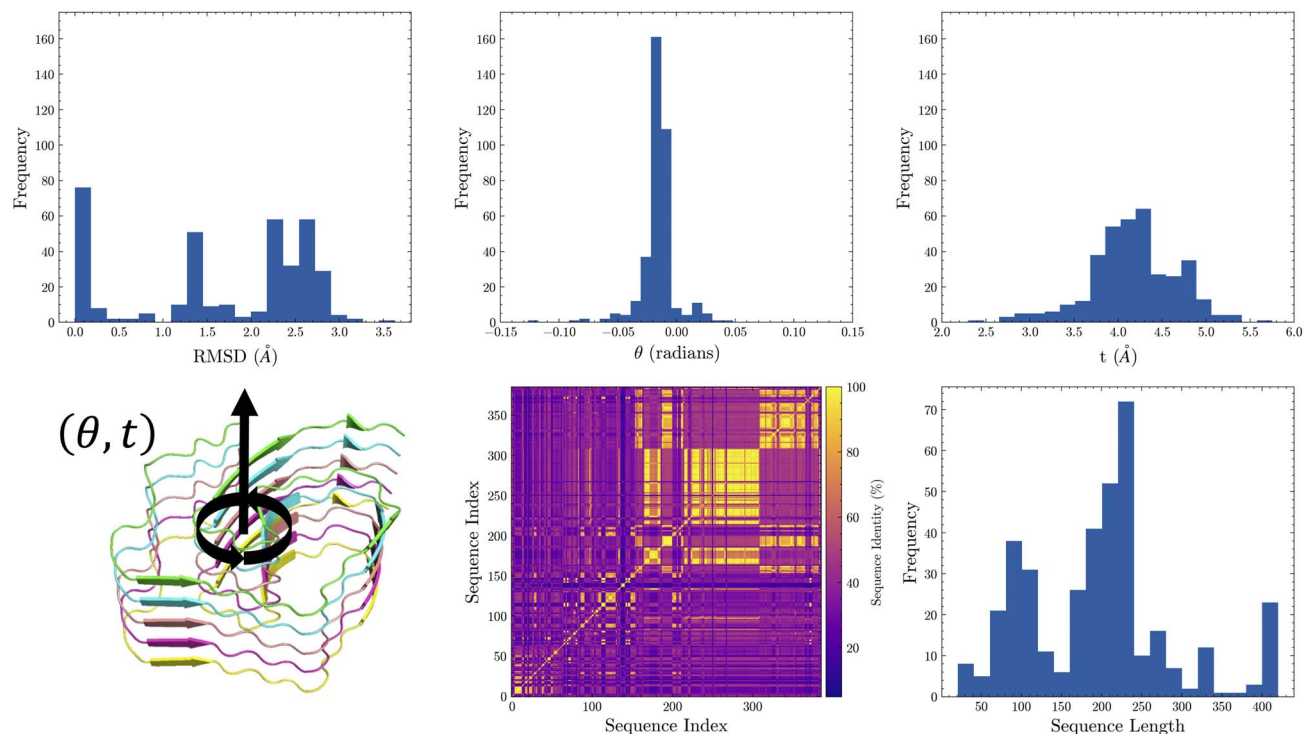 160
140
120
100
80
60
40
20
0
Frequency
0.0 0.5 1.0 1.5 2.0 2.5 3.0 3.5
RMSD (Å)
160
140
120
100
80
60
40
20
0
Frequency
−0.15 −0.10 −0.05 0.00 0.05 0.10 0.15
θ (radians)
160
140
120
100
80
60
40
20
0
Frequency
2.0 2.5 3.0 3.5 4.0 4.5 5.0 5.5 6.0
t (Å)
(θ, t)
350
300
250
200
150
100
50
0
Sequence Index
0 100 200 300
Sequence Index
100
80
60
40
20
Sequence Identity (%)
70
60
50
40
30
20
10
0
Frequency
50 100 150 200 250 300 350 400
Sequence Length